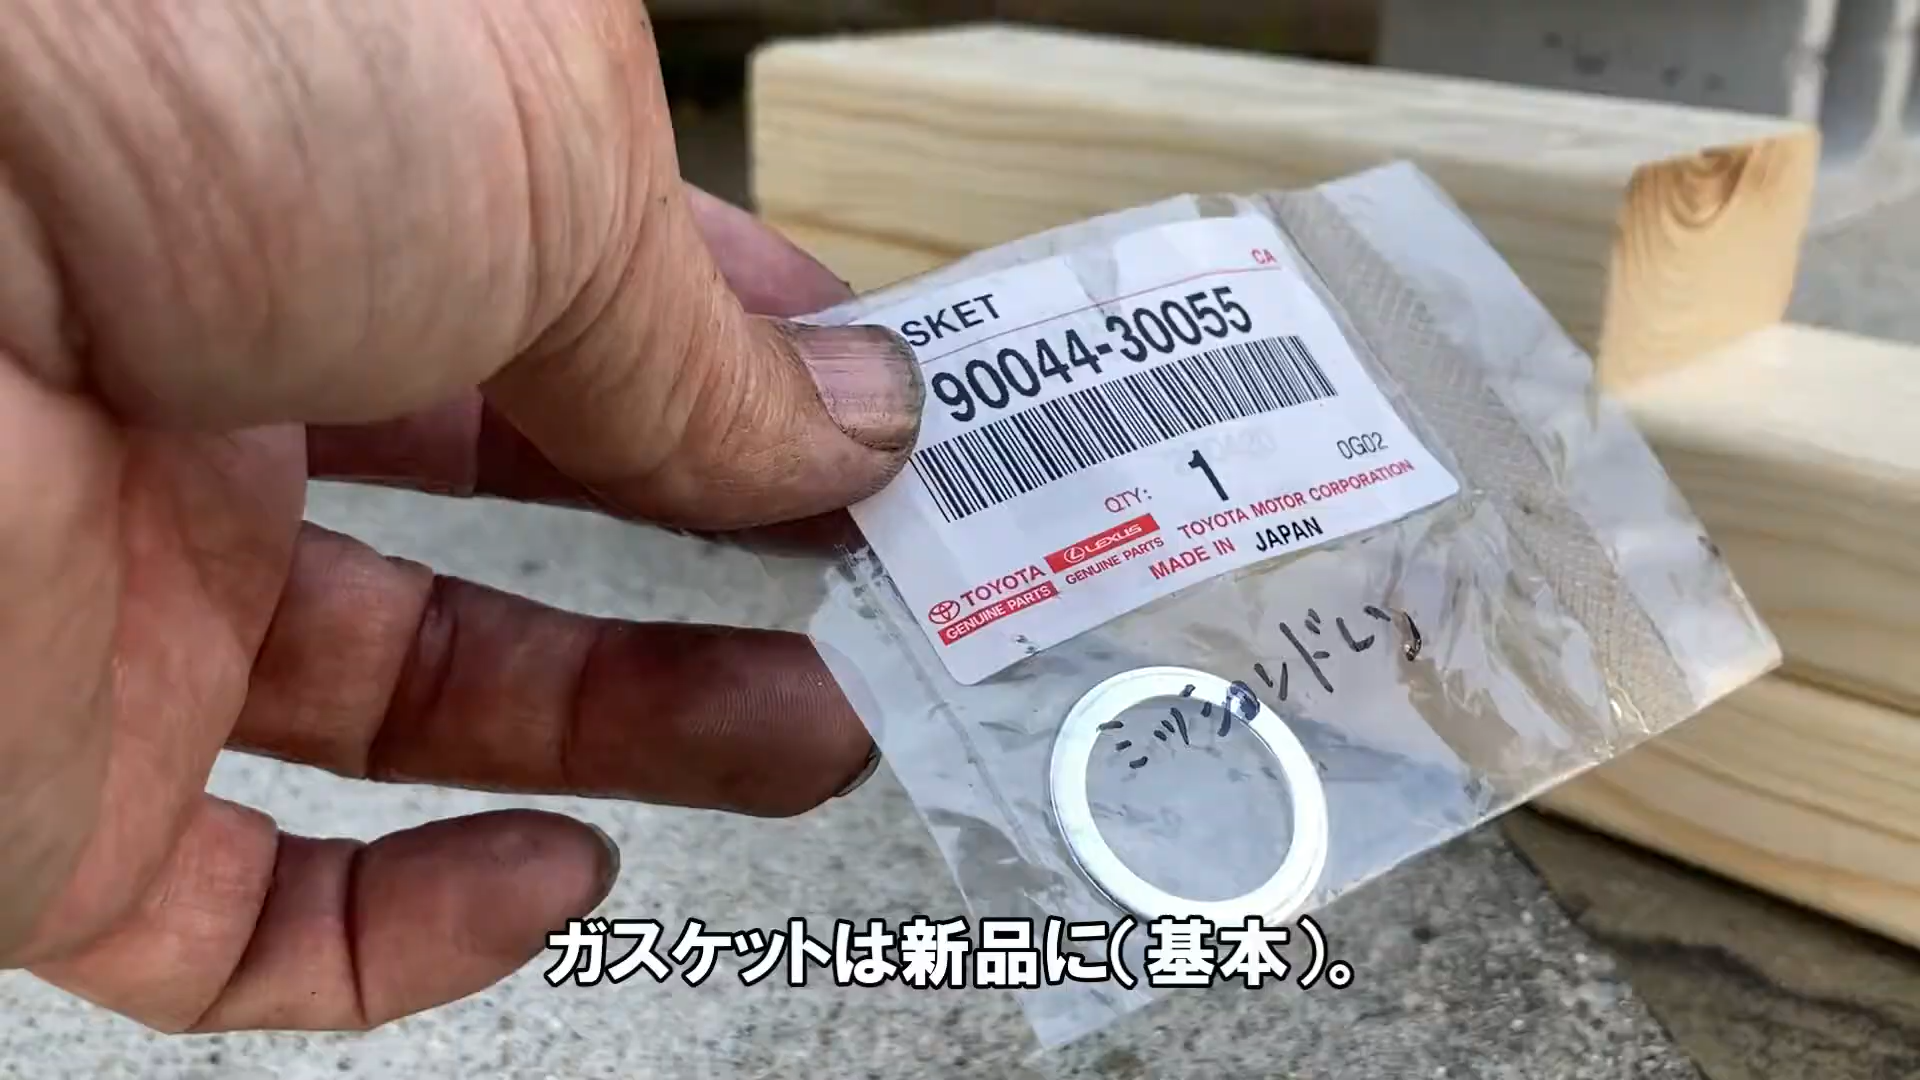 CA
SKET
90044-30055
QTY: 1
0G02
TOYOTA
GENUINE PARTS
LEXUS
GENUINE PARTS
TOYOTA MOTOR CORPORATION
MADE IN JAPAN
ミッションドレン
ガスケットは新品に(基本)。